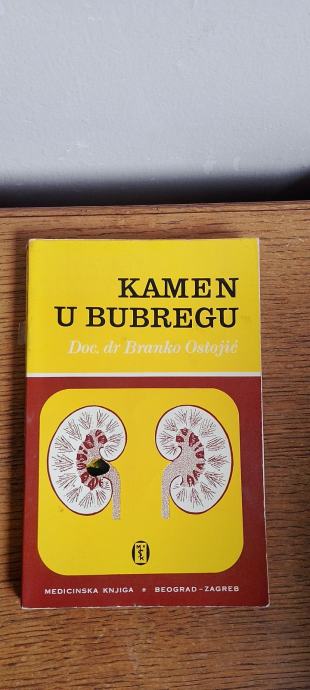 KAMEN
U BUBREGU
Doc. dr Branko Ostojić
MEDICINSKA KNJIGA * BEOGRAD-ZAGREB